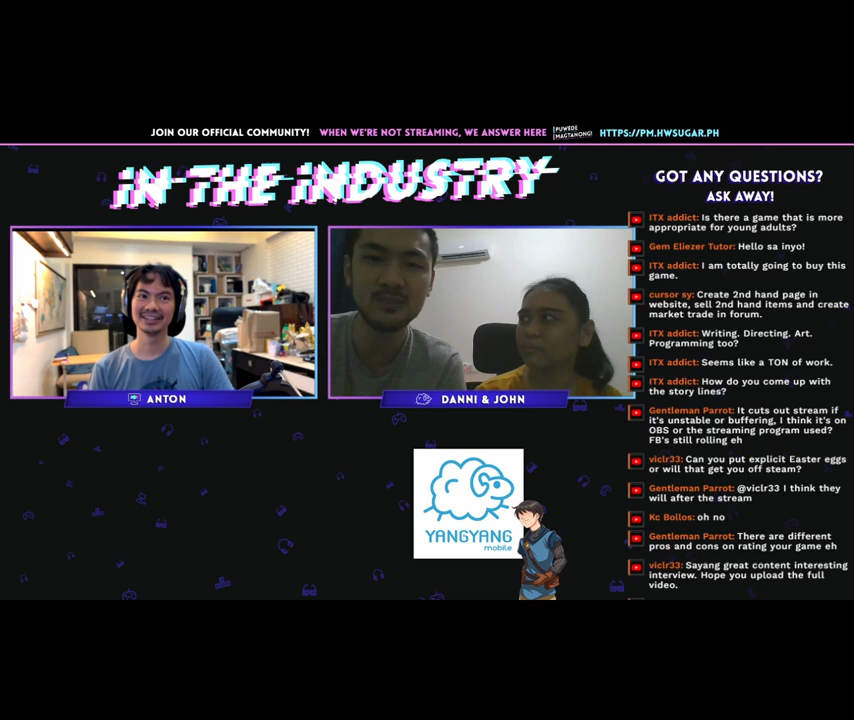 JOIN OUR OFFICIAL COMMUNITY! WHEN WE'RE NOT STREAMING, WE ANSWER HERE PUWEDE MAGTANONG! HTTPS://PM.HWSUGAR.PH
IN THE INDUSTRY
ANTON
DANNI & JOHN
YANGYANG
mobile
GOT ANY QUESTIONS?
ASK AWAY!
ITX addict: Is there a game that is more
appropriate for young adults?
Gem Eliezer Tutor: Hello sa inyo!
ITX addict: I am totally going to buy this
game.
cursor sy: Create 2nd hand page in
website, sell 2nd hand items and create
market trade in forum.
ITX addict: Writing. Directing. Art.
Programming too?
ITX addict: Seems like a TON of work.
ITX addict: How do you come up with
the story lines?
Gentleman Parrot: It cuts out stream if
it's unstable or buffering, I think it's on
OBS or the streaming program used?
FB's still rolling eh
viclr33: Can you put explicit Easter eggs
or will that get you off steam?
Gentleman Parrot: @viclr33 I think they
will after the stream
Kc Bollos: oh no
Gentleman Parrot: There are different
pros and cons on rating your game eh
viclr33: Sayang great content interesting
interview. Hope you upload the full
video.